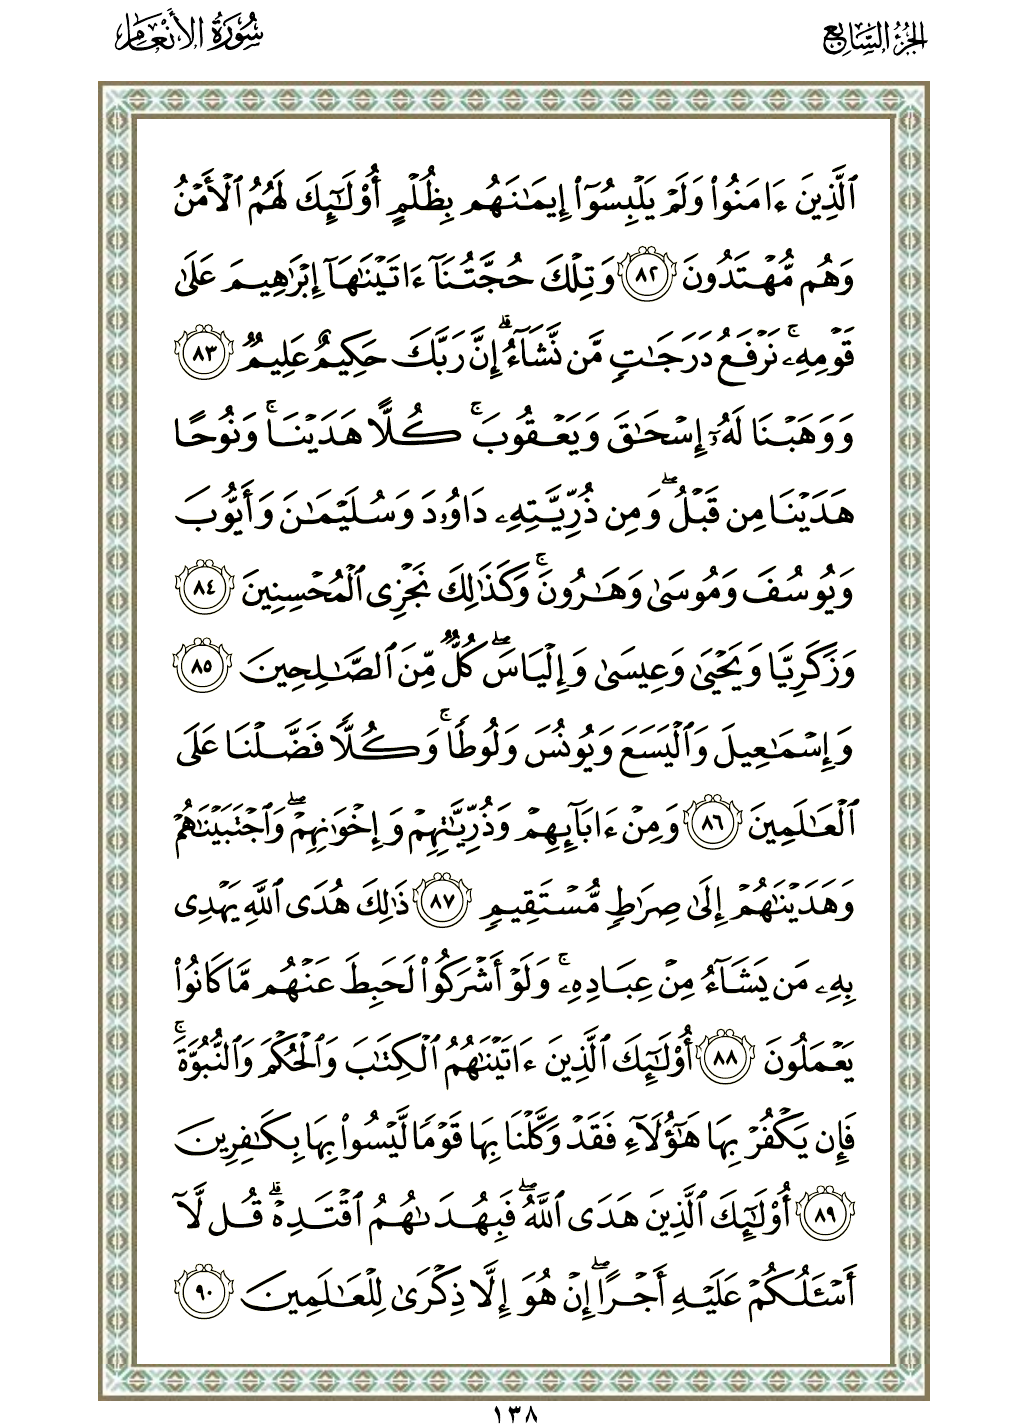 الجزء السابع
سورة الأنعام
ٱلَّذِينَ ءَامَنُوا۟ وَلَمْ يَلْبِسُوٓا۟ إِيمَـٰنَهُم بِظُلْمٍ أُو۟لَـٰٓئِكَ لَهُمُ ٱلْأَمْنُ
وَهُم مُّهْتَدُونَ ٨٢ وَتِلْكَ حُجَّتُنَآ ءَاتَيْنَـٰهَآ إِبْرَٰهِيمَ عَلَىٰ
قَوْمِهِۦ ۚ نَرْفَعُ دَرَجَـٰتٍ مَّن نَّشَآءُ ۗ إِنَّ رَبَّكَ حَكِيمٌ عَلِيمٌ ٨٣
وَوَهَبْنَا لَهُۥٓ إِسْحَـٰقَ وَيَعْقُوبَ ۚ كُلًّا هَدَيْنَا ۚ وَنُوحًا
هَدَيْنَا مِن قَبْلُ ۖ وَمِن ذُرِّيَّتِهِۦ دَاوُۥدَ وَسُلَيْمَـٰنَ وَأَيُّوبَ
وَيُوسُفَ وَمُوسَىٰ وَهَـٰرُونَ ۚ وَكَذَٰلِكَ نَجْزِى ٱلْمُحْسِنِينَ ٨٤
وَزَكَرِيَّا وَيَحْيَىٰ وَعِيسَىٰ وَإِلْيَاسَ ۖ كُلٌّ مِّنَ ٱلصَّـٰلِحِينَ ٨٥
وَإِسْمَـٰعِيلَ وَٱلْيَسَعَ وَيُونُسَ وَلُوطًا ۚ وَكُلًّا فَضَّلْنَا عَلَى
ٱلْعَـٰلَمِينَ ٨٦ وَمِنْ ءَابَآئِهِمْ وَذُرِّيَّـٰتِهِمْ وَإِخْوَٰنِهِمْ ۖ وَٱجْتَبَيْنَـٰهُمْ
وَهَدَيْنَـٰهُمْ إِلَىٰ صِرَٰطٍ مُّسْتَقِيمٍ ٨٧ ذَٰلِكَ هُدَى ٱللَّهِ يَهْدِى
بِهِۦ مَن يَشَآءُ مِنْ عِبَادِهِۦ ۚ وَلَوْ أَشْرَكُوا۟ لَحَبِطَ عَنْهُم مَّا كَانُوا۟
يَعْمَلُونَ ٨٨ أُو۟لَـٰٓئِكَ ٱلَّذِينَ ءَاتَيْنَـٰهُمُ ٱلْكِتَـٰبَ وَٱلْحُكْمَ وَٱلنُّبُوَّةَ ۚ
فَإِن يَكْفُرْ بِهَا هَـٰٓؤُلَآءِ فَقَدْ وَكَّلْنَا بِهَا قَوْمًا لَّيْسُوا۟ بِهَا بِكَـٰفِرِينَ
٨٩ أُو۟لَـٰٓئِكَ ٱلَّذِينَ هَدَى ٱللَّهُ ۖ فَبِهُدَىٰهُمُ ٱقْتَدِهْ ۗ قُل لَّآ
أَسْـَٔلُكُمْ عَلَيْهِ أَجْرًا ۖ إِنْ هُوَ إِلَّا ذِكْرَىٰ لِلْعَـٰلَمِينَ ٩٠
١٣٨